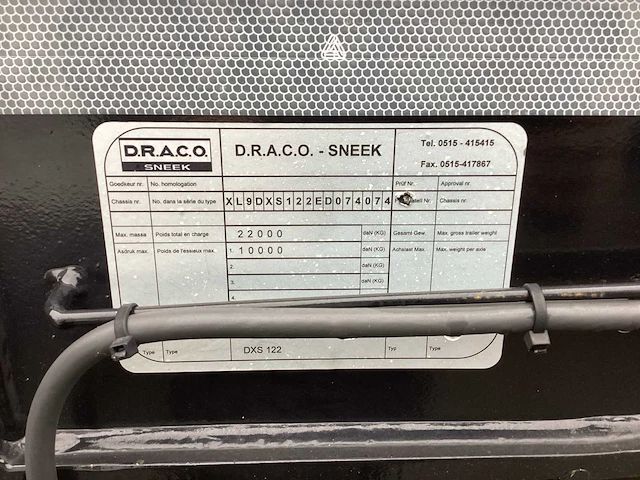 D.R.A.C.O. SNEEK
D.R.A.C.O. - SNEEK
Tel. 0515 - 415415
Fax. 0515-417867
Goedkeur nr. No. homologation Prüf Nr. Approval nr.
Chassis nr. No. dans la série du type XL9DXS122ED074074 Nr. Chassis nr.
Max. massa Poids total en charge 22000 daN (KG) Gesamt Gew. Max. gross trailer weight
Asdruk max. Poids de l'essieux max. 1. 10000 daN (KG) Achslast Max. Max. weight per axle
2. daN (KG)
3. daN (KG)
4.
Type Type DXS 122 Typ Type